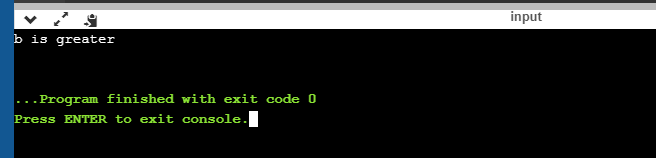 input
b is greater
...Program finished with exit code 0
Press ENTER to exit console.